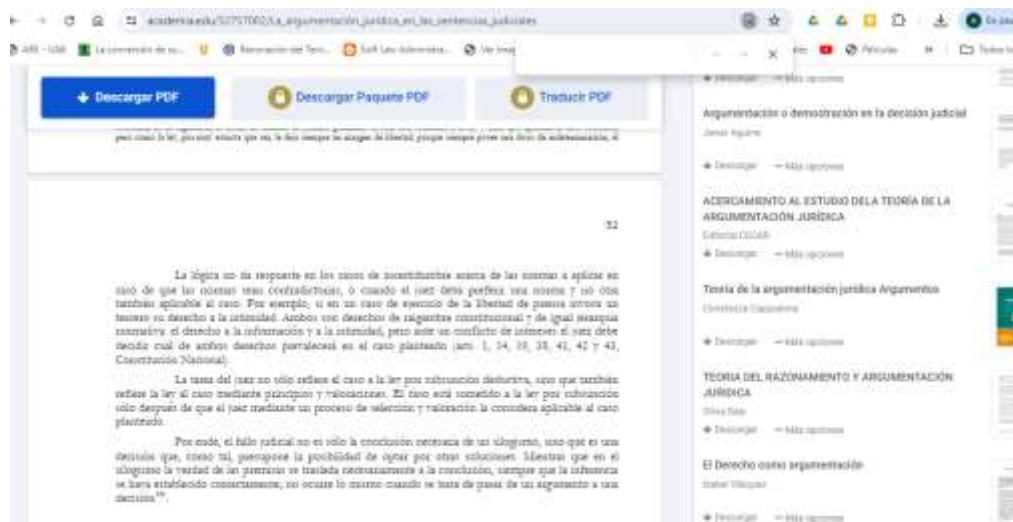 academia.edu/52757002/La_argumentación_jurídica_en_las_sentencias_judiciales
Soft Law Administra...
Películas
Todos
Descargar PDF
Descargar Paquete PDF
Traducir PDF
Más opciones
Argumentación o demostración en la decisión judicial
Descargar Más opciones
ACERCAMIENTO AL ESTUDIO DELA TEORÍA DE LA
ARGUMENTACIÓN JURÍDICA
Descargar Más opciones
Teoría de la argumentación jurídica Argumentos
Descargar Más opciones
TEORIA DEL RAZONAMIENTO Y ARGUMENTACIÓN
JURÍDICA
Descargar Más opciones
El Derecho como argumentación
Descargar Más opciones
52
La lógica no da respuesta en los casos de incertidumbre acerca de las normas a aplicar en
caso de que las normas sean contradictorias, o cuando el juez deba preferir una norma y no otra
también aplicable al caso. Por ejemplo, si en un caso de ejercicio de la libertad de prensa invoca un
tercero su derecho a la intimidad. Ambos son derechos de raigambre constitucional y de igual jerarquía
normativa: el derecho a la información y a la intimidad, pero ante un conflicto de intereses el juez debe
decidir cuál de ambos derechos prevalecerá en el caso planteado (arts. 1, 14, 19, 33, 41, 42 y 43,
Constitución Nacional).
La tarea del juez no sólo refiere el caso a la ley por subsunción deductiva, sino que también
refiere la ley al caso mediante principios y valoraciones. El caso está sometido a la ley por subsunción
sólo después de que el juez mediante un proceso de selección y valoración la considera aplicable al caso
planteado.
Por ende, el fallo judicial no es sólo la conclusión necesaria de un silogismo, sino que es una
decisión que, como tal, presupone la posibilidad de optar por otras soluciones. Mientras que en el
silogismo la verdad de las premisas se traslada necesariamente a la conclusión, siempre que la inferencia
se haya establecido correctamente, no ocurre lo mismo cuando se trata de pasar de un argumento a una
decisión